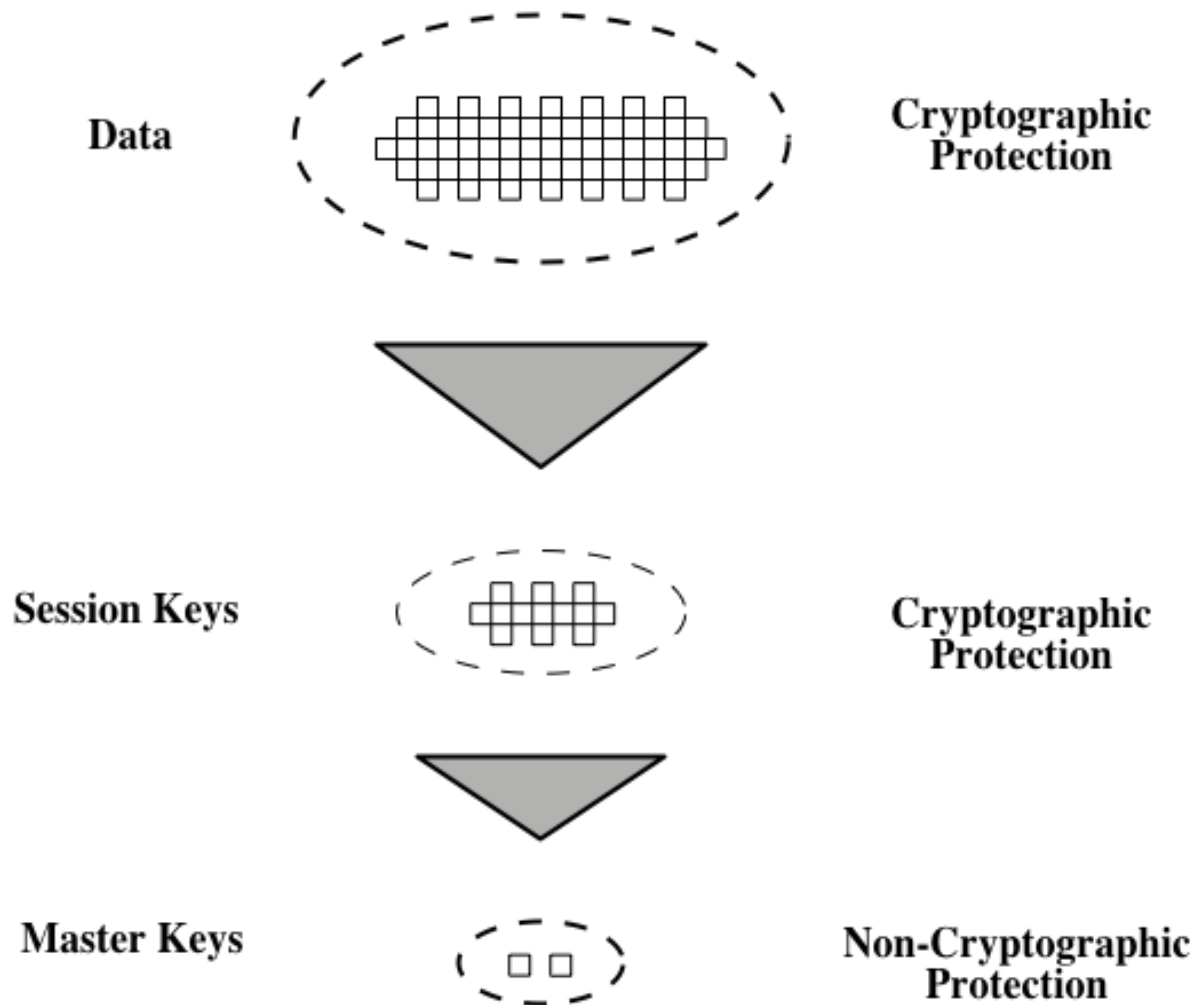 Data
Cryptographic
Protection
Session Keys
Cryptographic
Protection
Master Keys
Non-Cryptographic
Protection